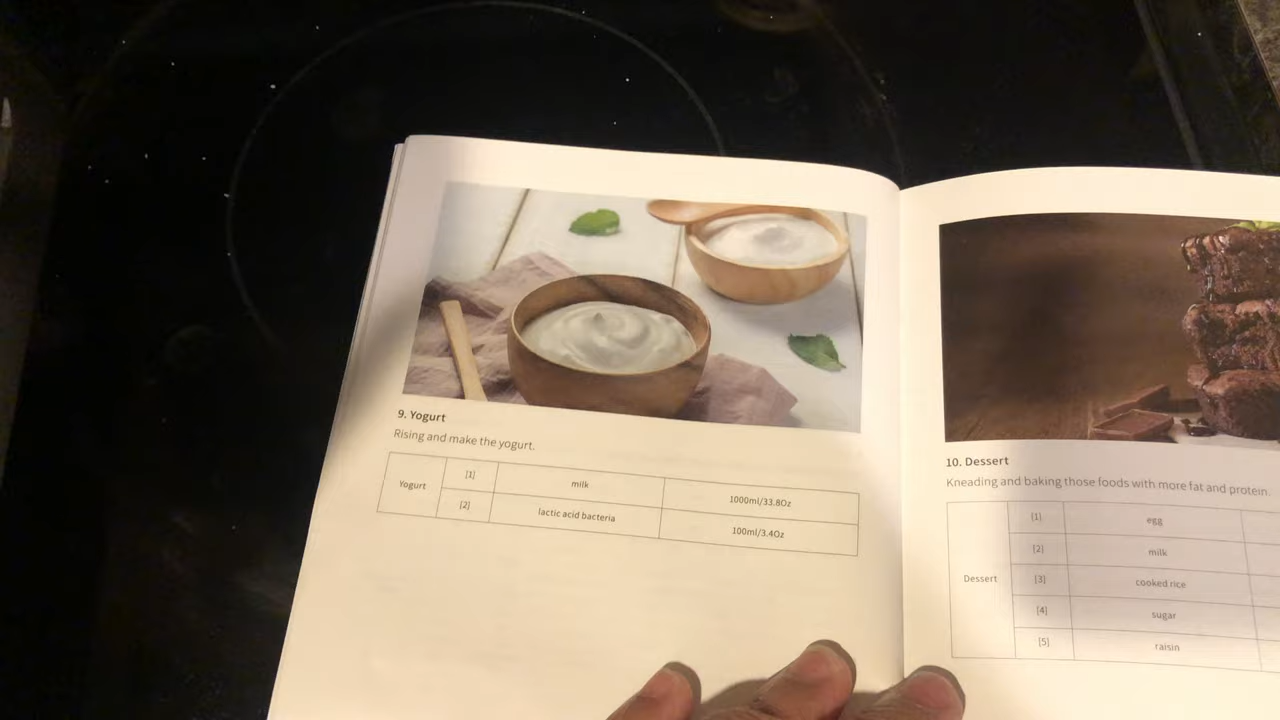 9. Yogurt
Rising and make the yogurt.
Yogurt
[1] milk 1000ml/33.8Oz
[2] lactic acid bacteria 100ml/3.4Oz
10. Dessert
Kneading and baking those foods with more fat and protein.
Dessert
[1] egg
[2] milk
[3] cooked rice
[4] sugar
[5] raisin